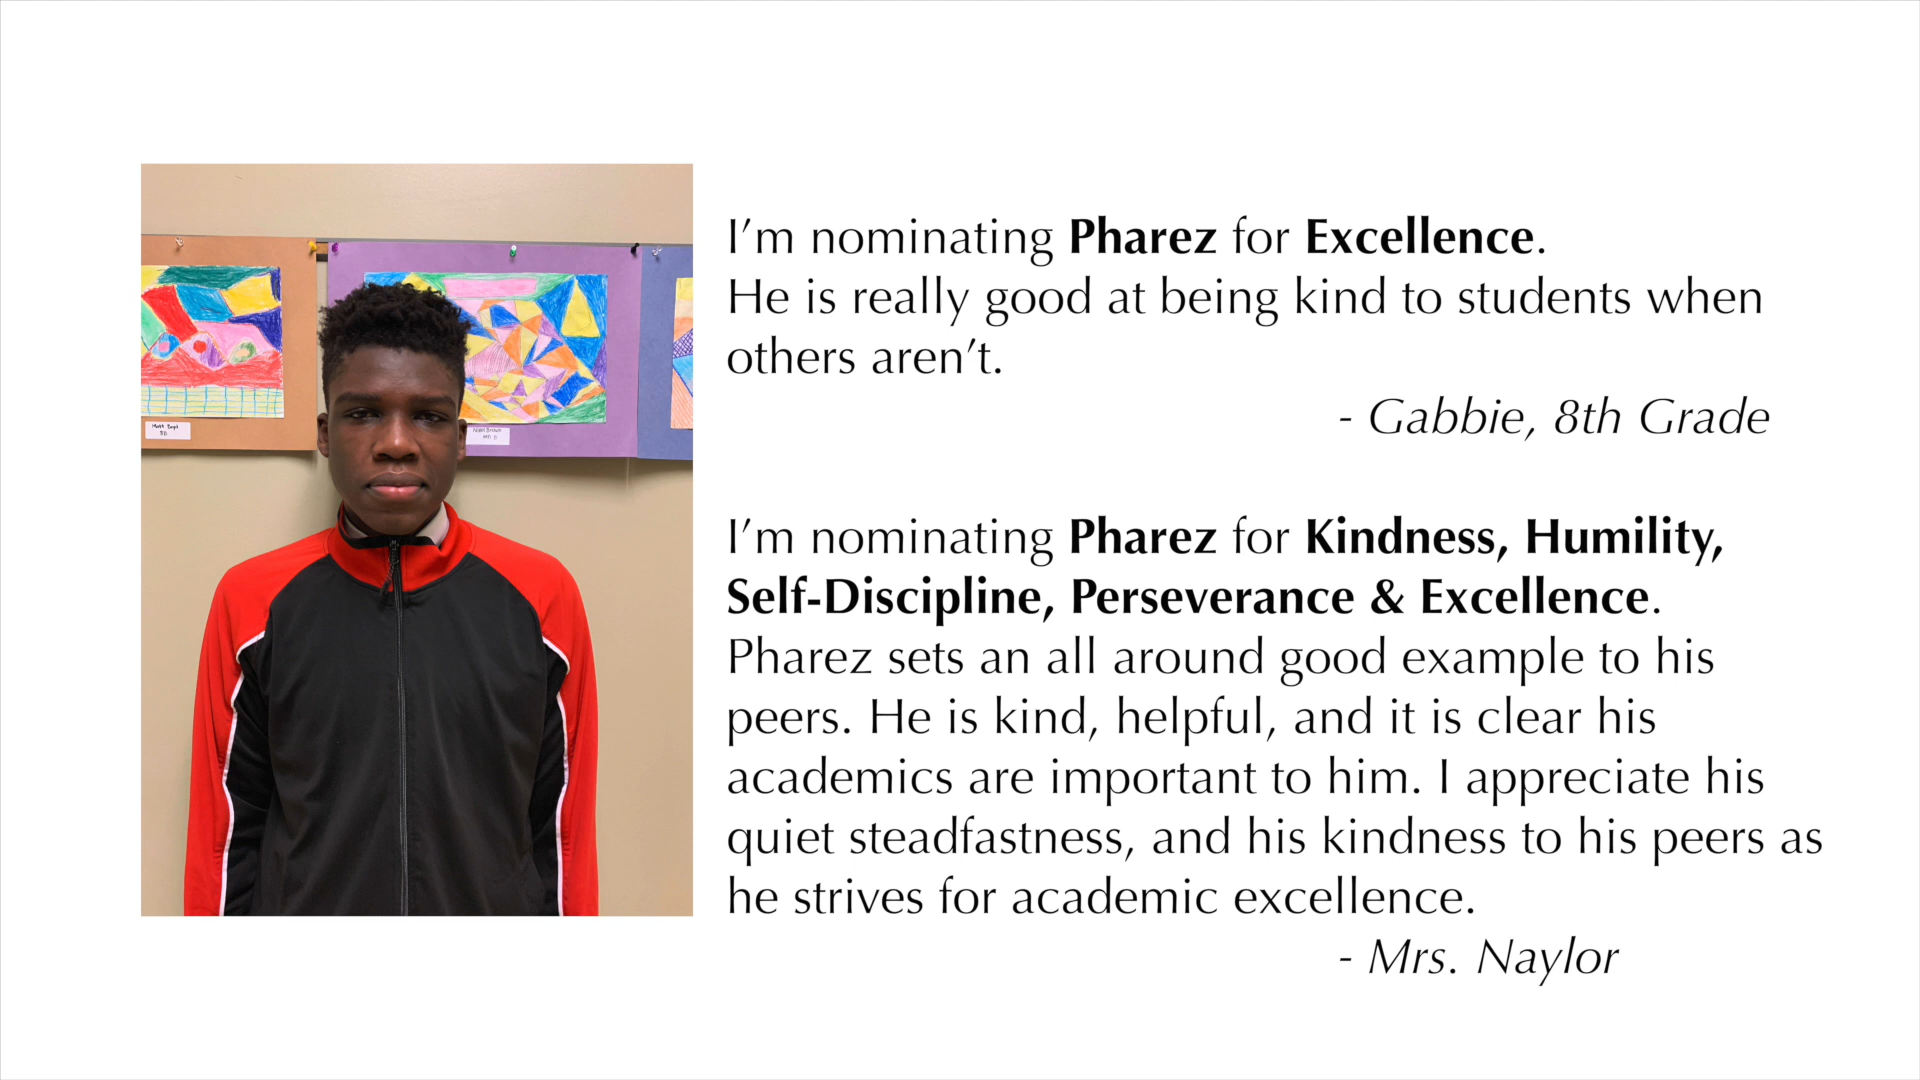 I’m nominating Pharez for Excellence.
He is really good at being kind to students when
others aren’t.
- Gabbie, 8th Grade
I’m nominating Pharez for Kindness, Humility,
Self-Discipline, Perseverance & Excellence.
Pharez sets an all around good example to his
peers. He is kind, helpful, and it is clear his
academics are important to him. I appreciate his
quiet steadfastness, and his kindness to his peers as
he strives for academic excellence.
- Mrs. Naylor
Matt
Brown